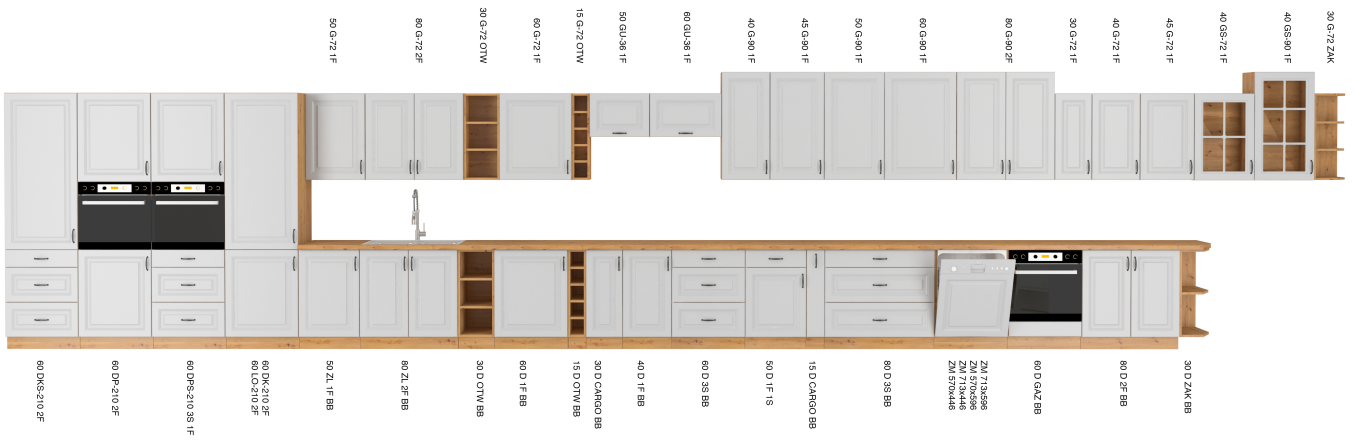 50 G-72 1F
80 G-72 2F
30 G-72 OTW
60 G-72 1F
15 G-72 OTW
50 GU-36 1F
60 GU-36 2F
40 G-90 1F
45 G-90 1F
50 G-90 1F
60 G-90 1F
80 G-90 2F
30 G-72 1F
40 G-72 1F
45 G-72 1F
40 GS-72 1F
40 GS-90 1F
30 G-72 ZAK
60 DKS-210 2F
60 DP-210 2F
60 DPS-210 3S 1F
60 DK-210 2F
60 LO-210 2F
50 ZL 1F BB
80 ZL 2F BB
30 D OTW BB
60 D 1F BB
15 D OTW BB
30 D CARGO BB
40 D 1F BB
60 D 3S BB
50 D 1F 1S
15 D CARGO BB
80 D 3S BB
ZM 713x596
ZM 570x596
ZM 713x446
ZM 570x446
60 D GAZ BB
80 D 2F BB
30 D ZAK BB